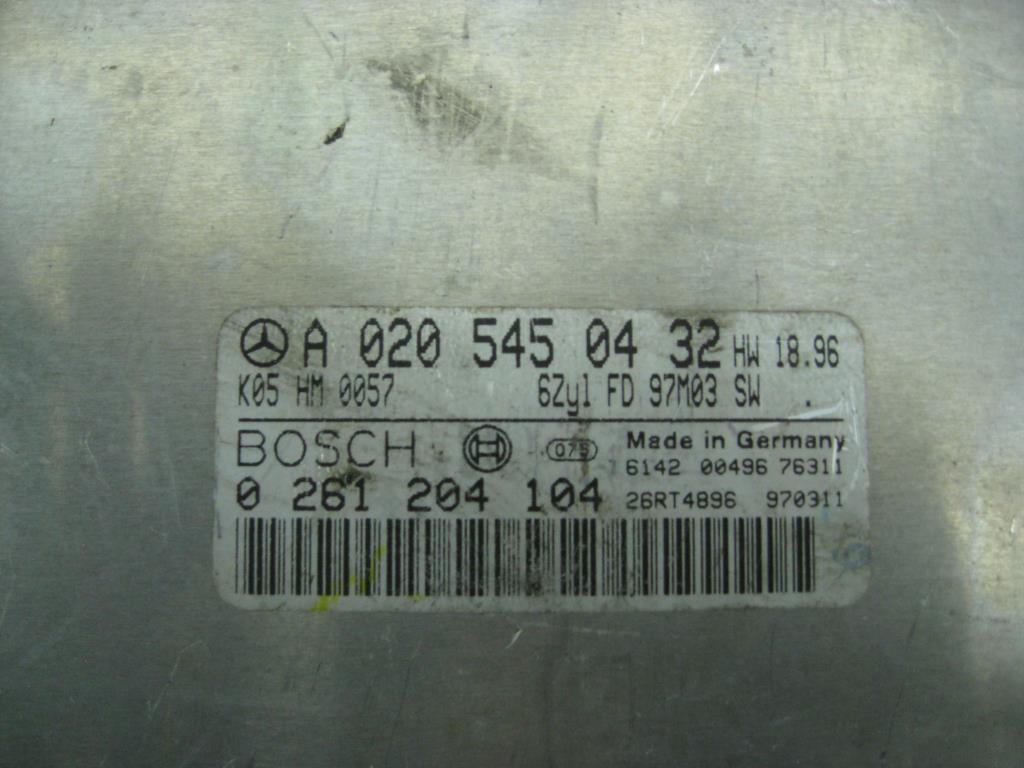 A 020 545 04 32 HW 18.96
K05 HM 0057 6Zyl FD 97M03 SW .
BOSCH 075 Made in Germany
6142 00496 76311
0 261 204 104 26RT4896 970311